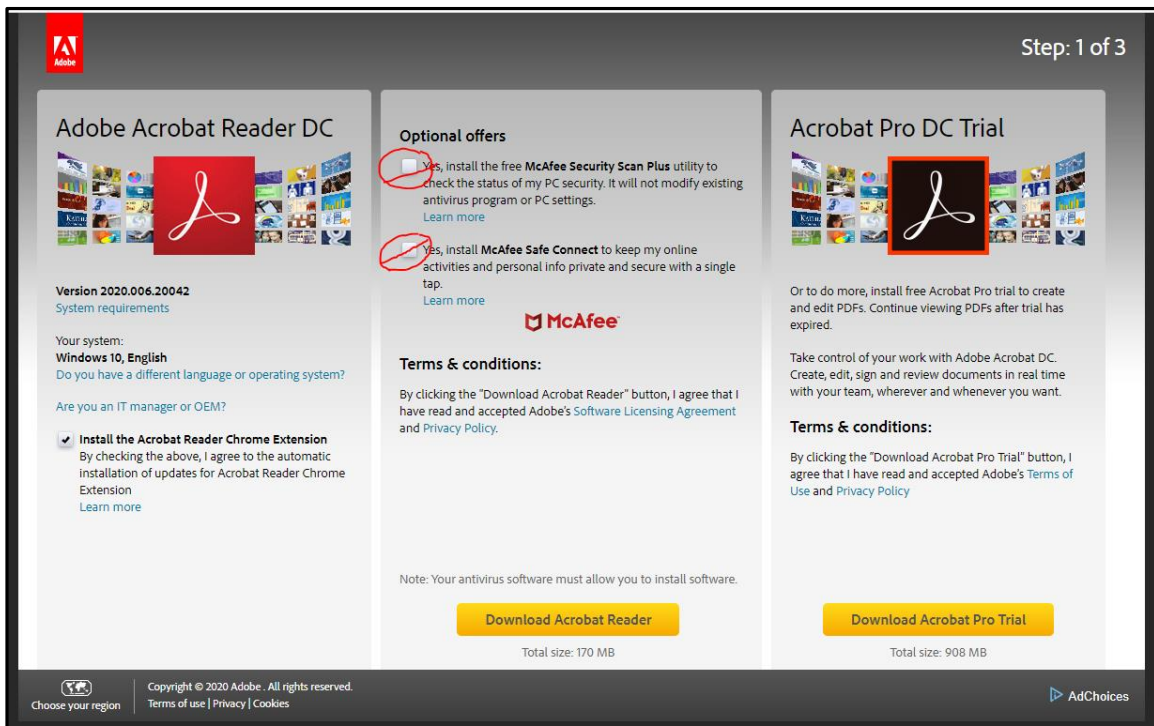 Adobe
Step: 1 of 3
Adobe Acrobat Reader DC
Version 2020.006.20042
System requirements
Your system:
Windows 10, English
Do you have a different language or operating system?
Are you an IT manager or OEM?
Install the Acrobat Reader Chrome Extension
By checking the above, I agree to the automatic
installation of updates for Acrobat Reader Chrome
Extension
Learn more
Optional offers
Yes, install the free McAfee Security Scan Plus utility to
check the status of my PC security. It will not modify existing
antivirus program or PC settings.
Learn more
Yes, install McAfee Safe Connect to keep my online
activities and personal info private and secure with a single
tap.
Learn more
McAfee
Terms & conditions:
By clicking the "Download Acrobat Reader" button, I agree that I
have read and accepted Adobe's Software Licensing Agreement
and Privacy Policy.
Note: Your antivirus software must allow you to install software.
Download Acrobat Reader
Total size: 170 MB
Acrobat Pro DC Trial
Or to do more, install free Acrobat Pro trial to create
and edit PDFs. Continue viewing PDFs after trial has
expired.
Take control of your work with Adobe Acrobat DC.
Create, edit, sign and review documents in real time
with your team, wherever and whenever you want.
Terms & conditions:
By clicking the "Download Acrobat Pro Trial" button, I
agree that I have read and accepted Adobe's Terms of
Use and Privacy Policy
Download Acrobat Pro Trial
Total size: 908 MB
Choose your region
Copyright © 2020 Adobe . All rights reserved.
Terms of use | Privacy | Cookies
AdChoices